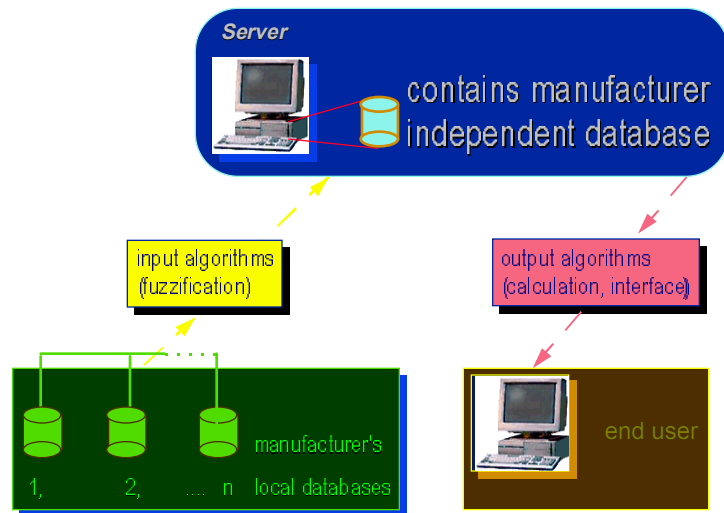 Server
contains manufacturer
independent database
input algorithms
(fuzzification)
output algorithms
(calculation, interface)
manufacturer's
1, 2, .... n local databases
end user